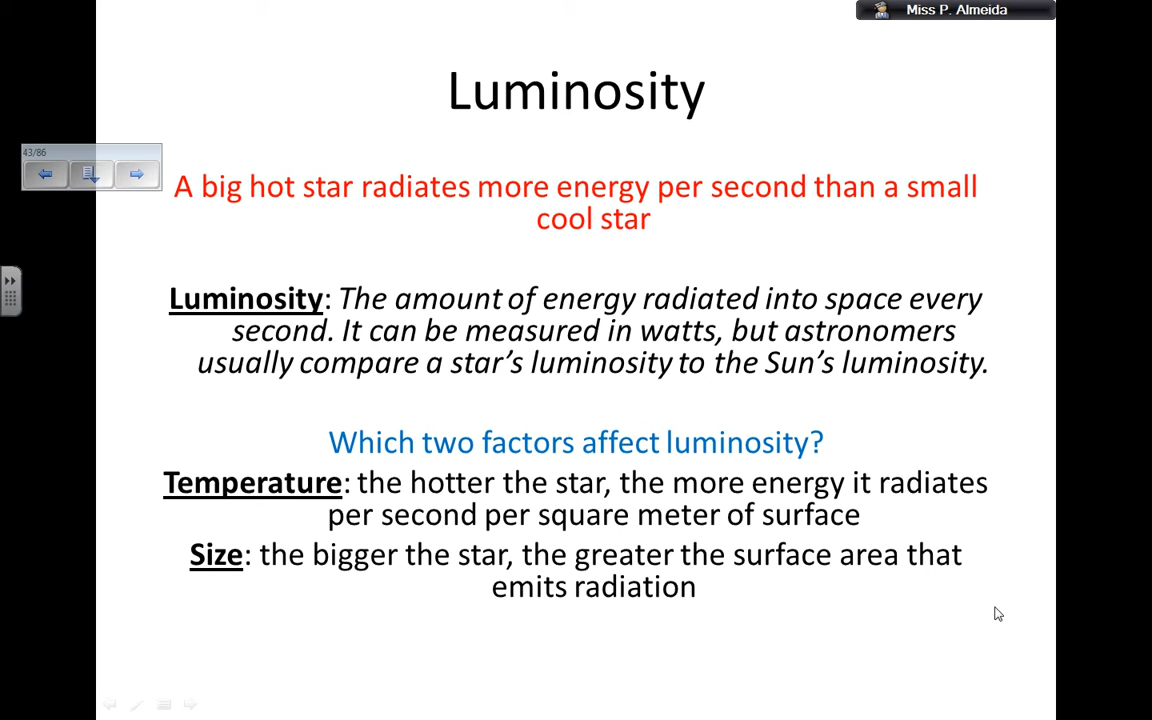 Miss P. Almeida
Luminosity
43/86
A big hot star radiates more energy per second than a small
cool star
Luminosity: The amount of energy radiated into space every
second. It can be measured in watts, but astronomers
usually compare a star's luminosity to the Sun's luminosity.
Which two factors affect luminosity?
Temperature: the hotter the star, the more energy it radiates
per second per square meter of surface
Size: the bigger the star, the greater the surface area that
emits radiation